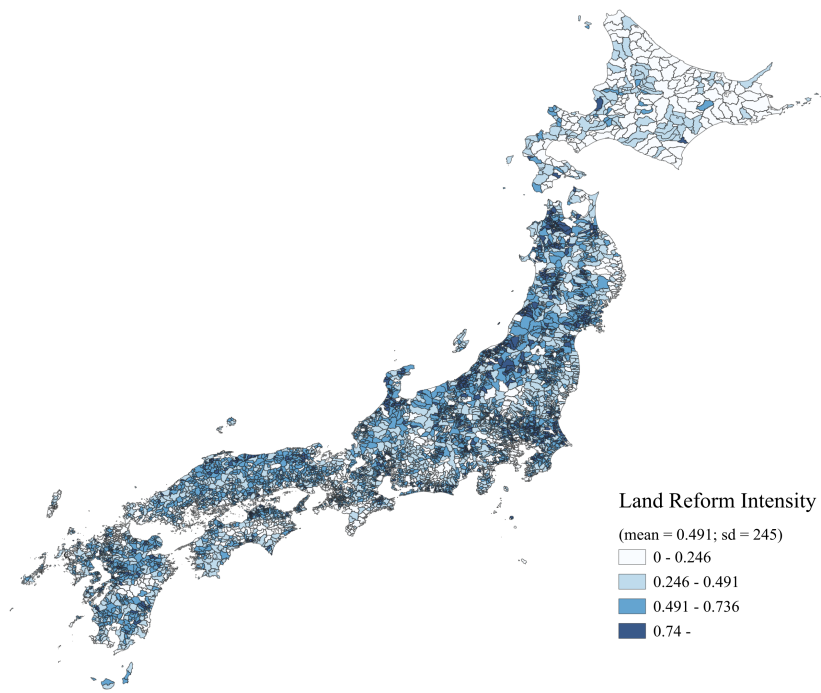 Land Reform Intensity
(mean = 0.491; sd = 245)
0 - 0.246
0.246 - 0.491
0.491 - 0.736
0.74 -